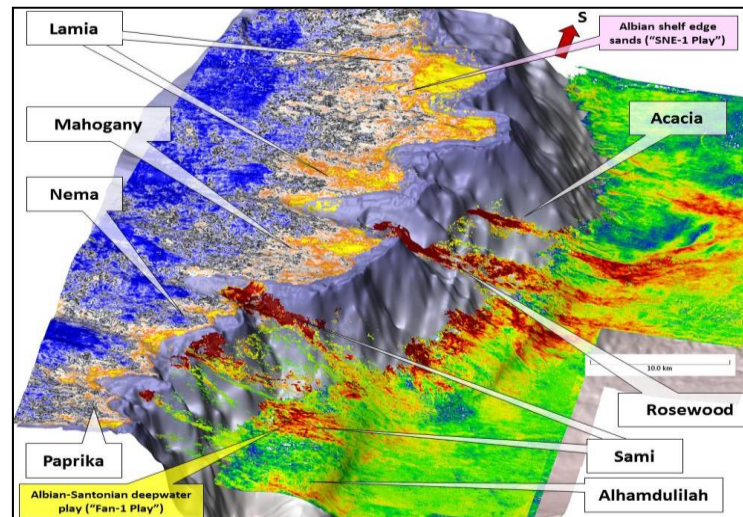 Lamia
S
Albian shelf edge
sands (“SNE-1 Play”)
Mahogany
Acacia
Nema
10.0 km
Rosewood
Paprika
Sami
Albian-Santonian deepwater
play (“Fan-1 Play”)
Alhamdulilah